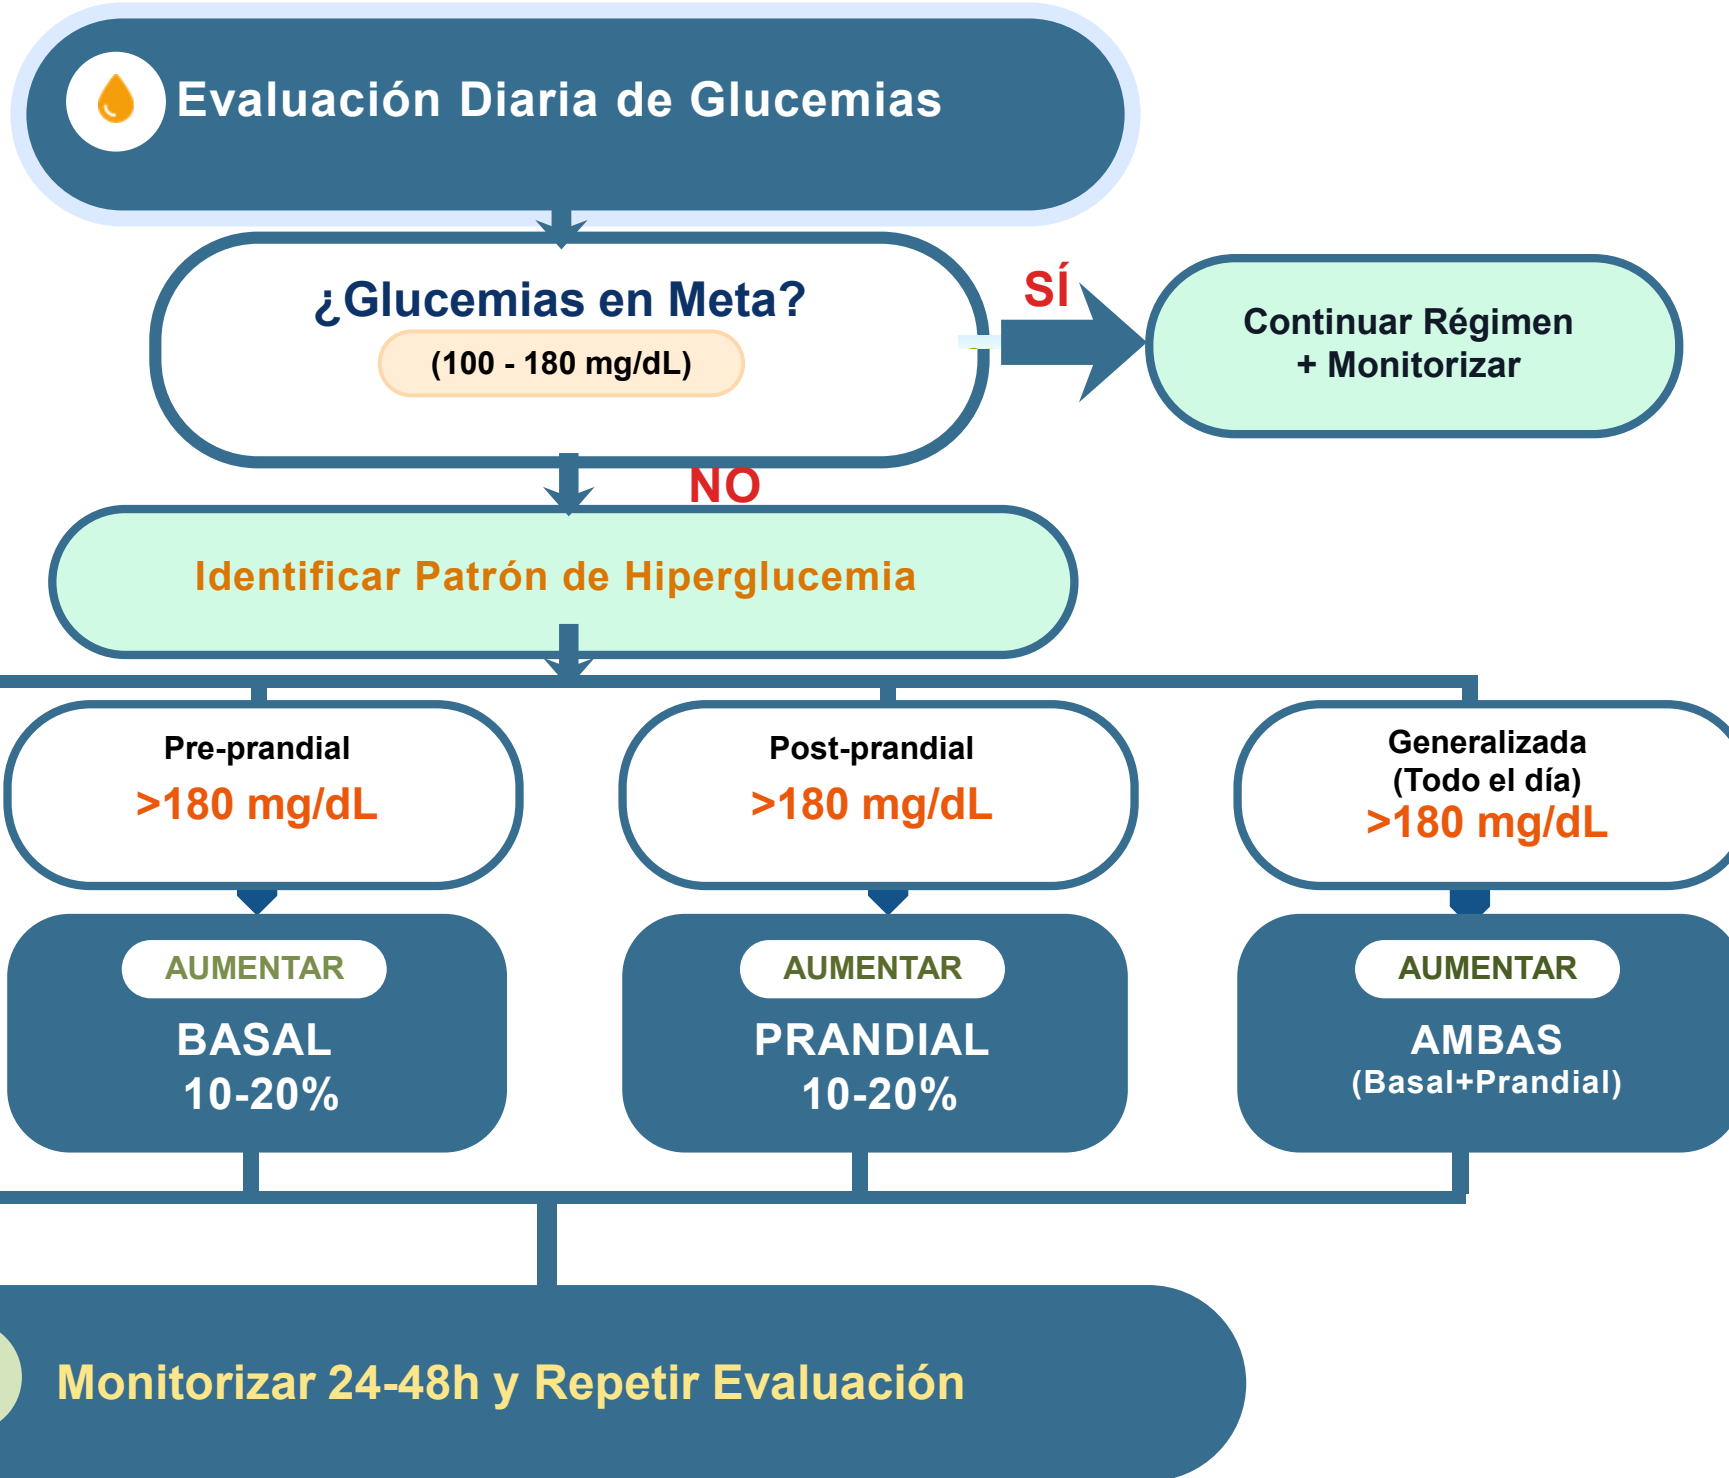 Evaluación Diaria de Glucemias
¿Glucemias en Meta?
(100 - 180 mg/dL)
SÍ
Continuar Régimen
+ Monitorizar
NO
Identificar Patrón de Hiperglucemia
Pre-prandial
>180 mg/dL
Post-prandial
>180 mg/dL
Generalizada
(Todo el día)
>180 mg/dL
AUMENTAR
BASAL
10-20%
AUMENTAR
PRANDIAL
10-20%
AUMENTAR
AMBAS
(Basal+Prandial)
Monitorizar 24-48h y Repetir Evaluación